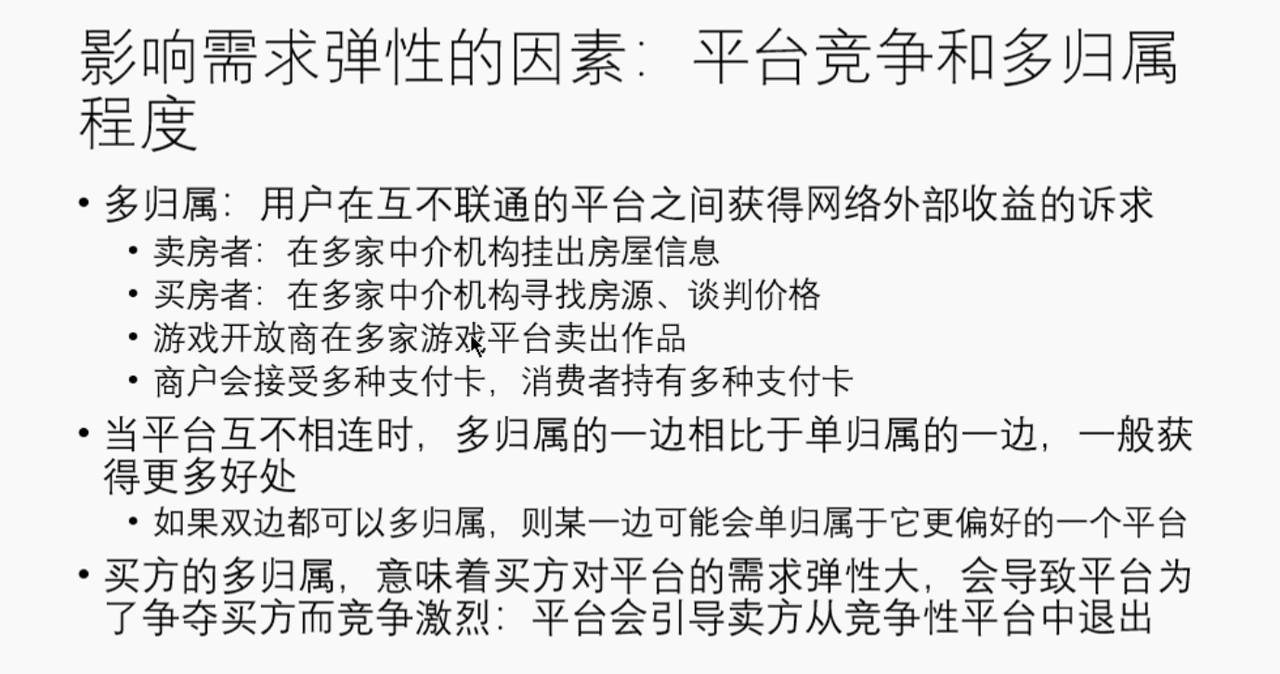 影响需求弹性的因素：平台竞争和多归属
程度
• 多归属：用户在互不联通的平台之间获得网络外部收益的诉求
• 卖房者：在多家中介机构挂出房屋信息
• 买房者：在多家中介机构寻找房源、谈判价格
• 游戏开放商在多家游戏平台卖出作品
• 商户会接受多种支付卡，消费者持有多种支付卡
• 当平台互不相连时，多归属的一边相比于单归属的一边，一般获
得更多好处
• 如果双边都可以多归属，则某一边可能会单归属于它更偏好的一个平台
• 买方的多归属，意味着买方对平台的需求弹性大，会导致平台为
了争夺买方而竞争激烈：平台会引导卖方从竞争性平台中退出